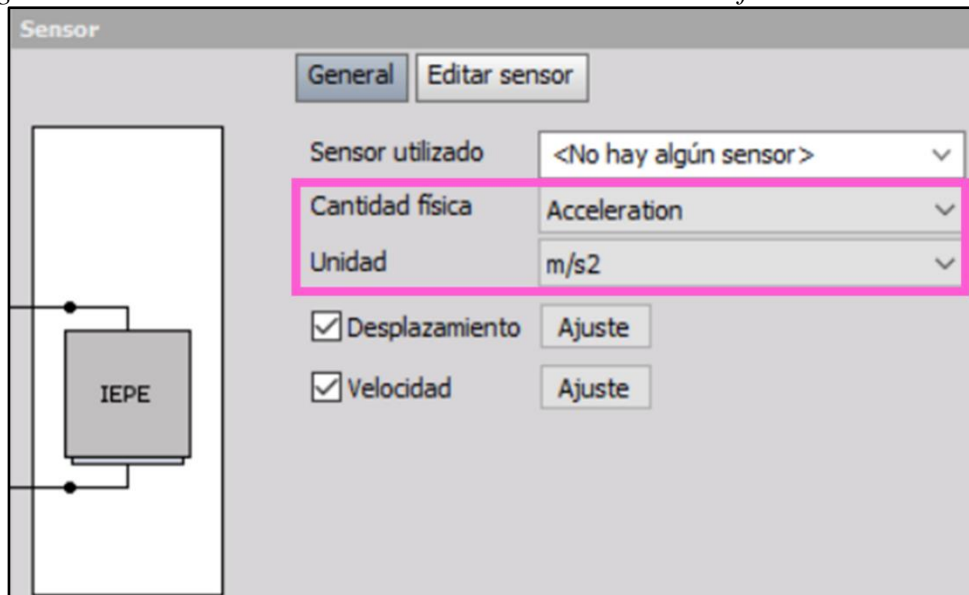 Sensor
General Editar sensor
Sensor utilizado <No hay algún sensor>
Cantidad física Acceleration
Unidad m/s2
Desplazamiento Ajuste
IEPE
Velocidad Ajuste